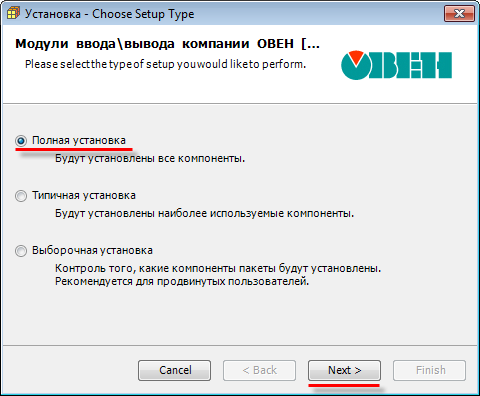 Установка - Choose Setup Type
Модули ввода\вывода компании ОВЕН [...
Please select the type of setup you would like to perform.
ОВЕН
Полная установка
Будут установлены все компоненты.
Типичная установка
Будут установлены наиболее используемые компоненты.
Выборочная установка
Контроль того, какие компоненты пакеты будут установлены.
Рекомендуется для продвинутых пользователей.
Cancel
< Back
Next >
Finish